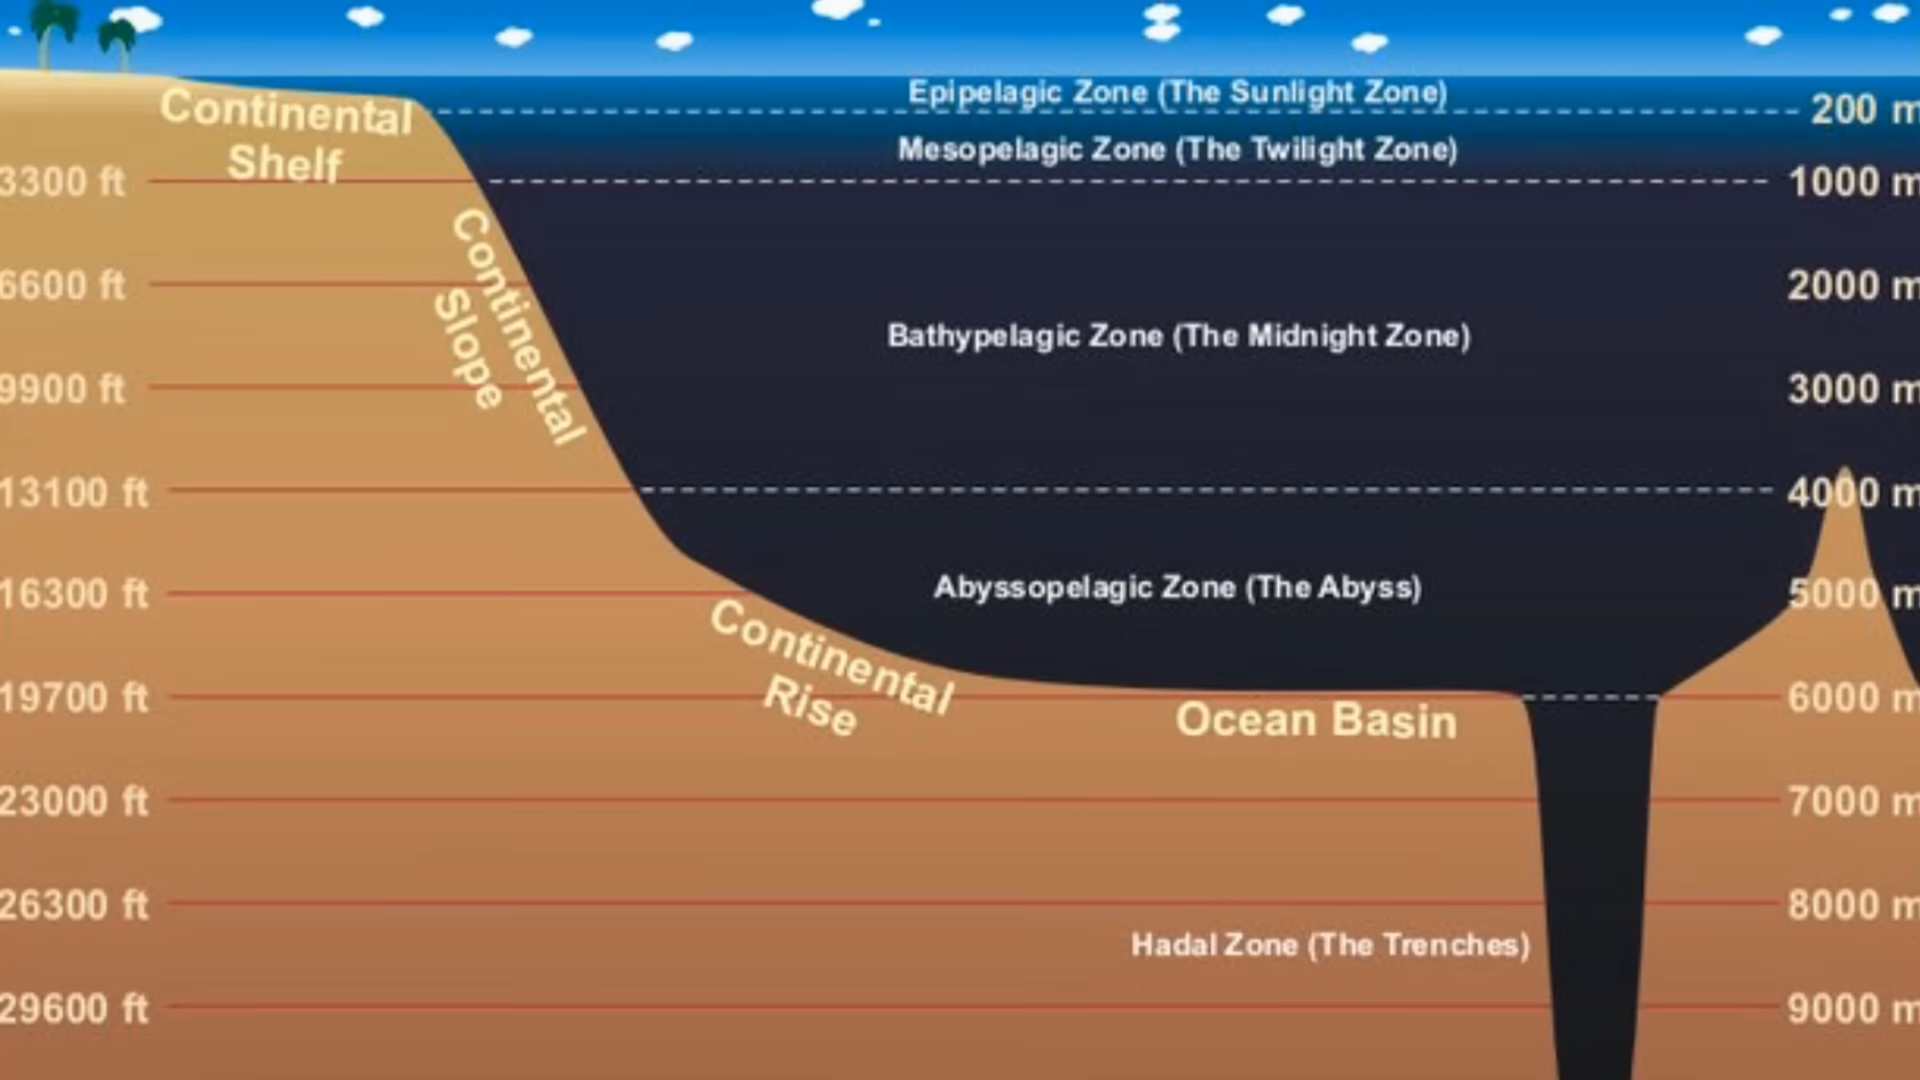 Epipelagic Zone (The Sunlight Zone)
200 m
Continental
Shelf
Mesopelagic Zone (The Twilight Zone)
3300 ft
1000 m
Continental
Slope
6600 ft
2000 m
Bathypelagic Zone (The Midnight Zone)
9900 ft
3000 m
13100 ft
4000 m
Abyssopelagic Zone (The Abyss)
16300 ft
5000 m
Continental
Rise
19700 ft
6000 m
Ocean Basin
23000 ft
7000 m
26300 ft
8000 m
Hadal Zone (The Trenches)
29600 ft
9000 m